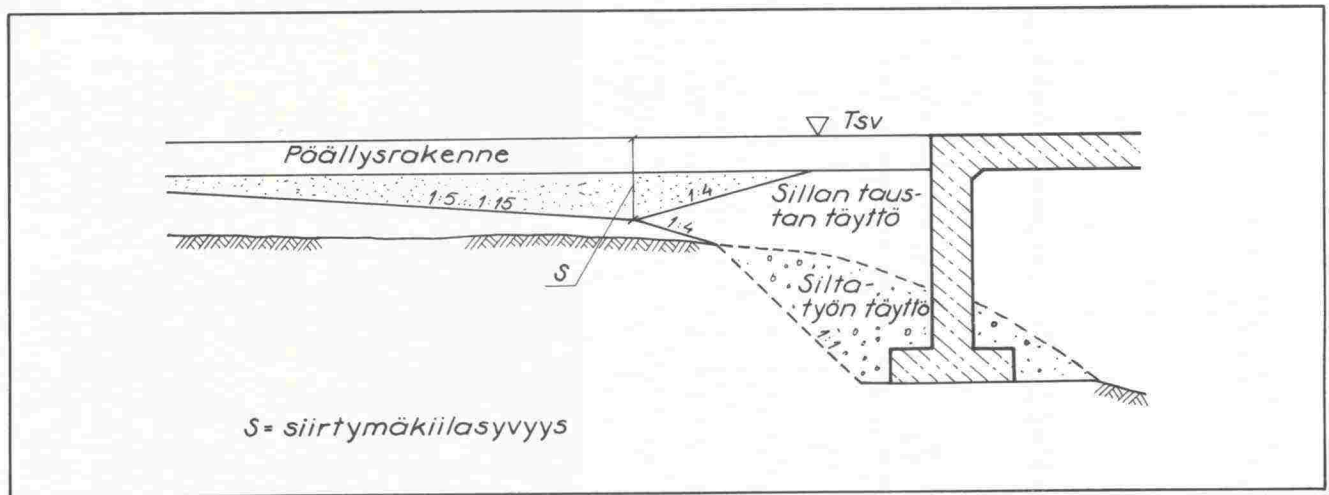 Tsv
Päällysrakenne
1:5...1:15
1:4
Sillan taus-
tan täyttö
1:4
S
Silta-
työn täyttö
1:1
S= siirtymäkiilasyvyys